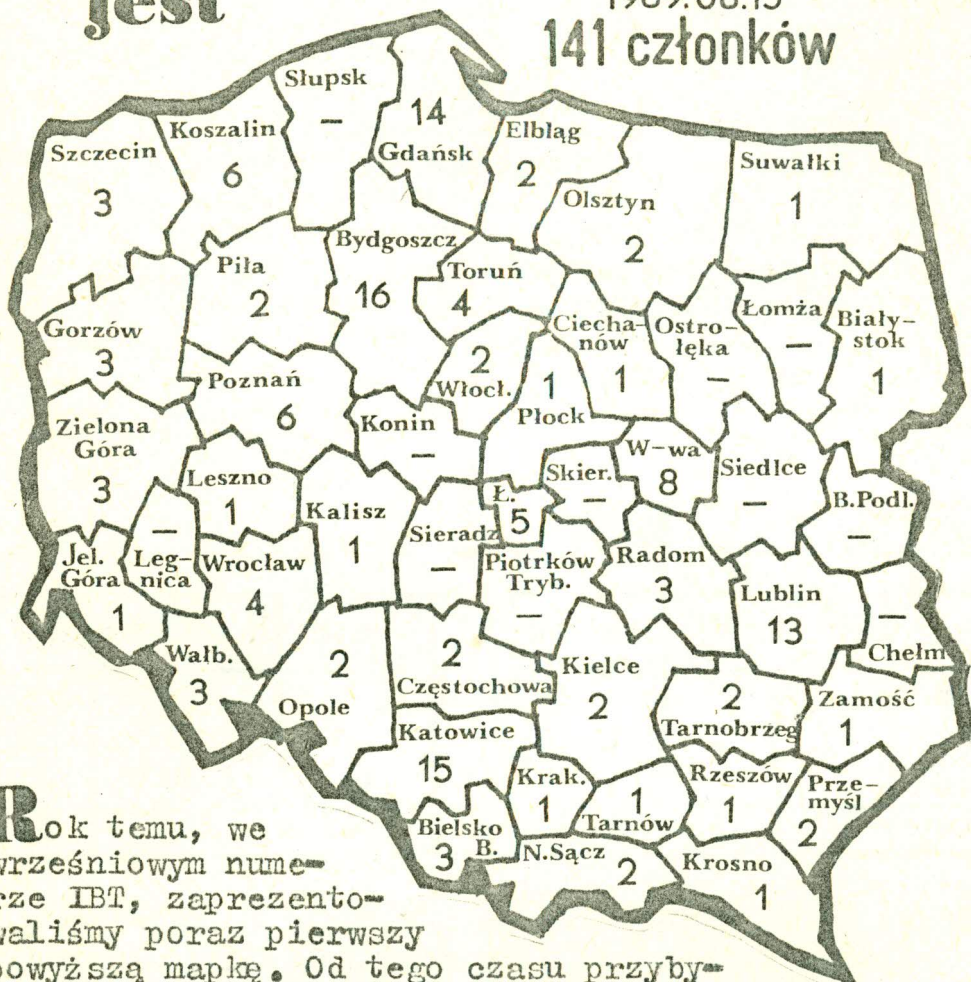 jest
1989.08.15
141 członków
Słupsk
–
14
Gdańsk
Koszalin
6
Szczecin
3
Elbląg
2
Olsztyn
2
Suwałki
1
Bydgoszcz
16
Piła
2
Toruń
4
Gorzów
3
2
Włocł.
Ciecha-
nów
1
Ostro-
łęka
–
Łomża
–
Biały-
stok
1
1
Płock
Poznań
6
Konin
–
Zielona
Góra
3
Leszno
1
Kalisz
1
Sieradz
–
Ł.
5
Skier.
–
W-wa
8
Siedlce
–
B.Podl.
–
Jel.
Góra
1
–
Leg-
nica
Wrocław
4
Piotrków
Tryb.
–
Radom
3
Lublin
13
–
Chełm
Wałb.
3
2
Opole
2
Częstochowa
Kielce
2
2
Tarnobrzeg
Zamość
1
Katowice
15
Krak.
1
1
Tarnów
Rzeszów
1
Prze-
myśl
2
Bielsko
B.
3
N.Sącz
2
Krosno
1
Rok temu, we
wrześniowym nume-
rze IBT, zaprezento-
waliśmy poraz pierwszy
powyższą mapkę. Od tego czasu przyby-